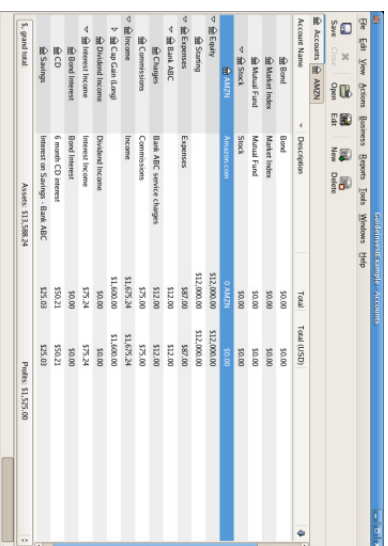 GuideInvestExample - Accounts
File Edit View Actions Business Reports Tools Windows Help
Save Close Open Edit New Delete
Accounts AMZN
Account Name Description Total Total (USD)
Bond Bond $0.00 $0.00
Market Index Market Index $0.00 $0.00
Mutual Fund Mutual Fund $0.00 $0.00
Stock Stock $0.00 $0.00
AMZN Amazon.com 0 AMZN $0.00
Equity $12,000.00 $12,000.00
Starting $12,000.00 $12,000.00
Expenses Expenses $87.00 $87.00
Bank ABC $12.00 $12.00
Charges Bank ABC service charges $12.00 $12.00
Commissions Commissions $75.00 $75.00
Income Income $1,675.24 $1,675.24
Cap Gain (Long) $1,600.00 $1,600.00
Dividend Income Dividend Income $0.00 $0.00
Interest Income Interest Income $75.24 $75.24
Bond Interest Bond Interest $0.00 $0.00
CD 6 month CD interest $50.21 $50.21
Savings Interest on Savings - Bank ABC $25.03 $25.03
$, grand total: Assets: $13,588.24 Profits: $1,525.00